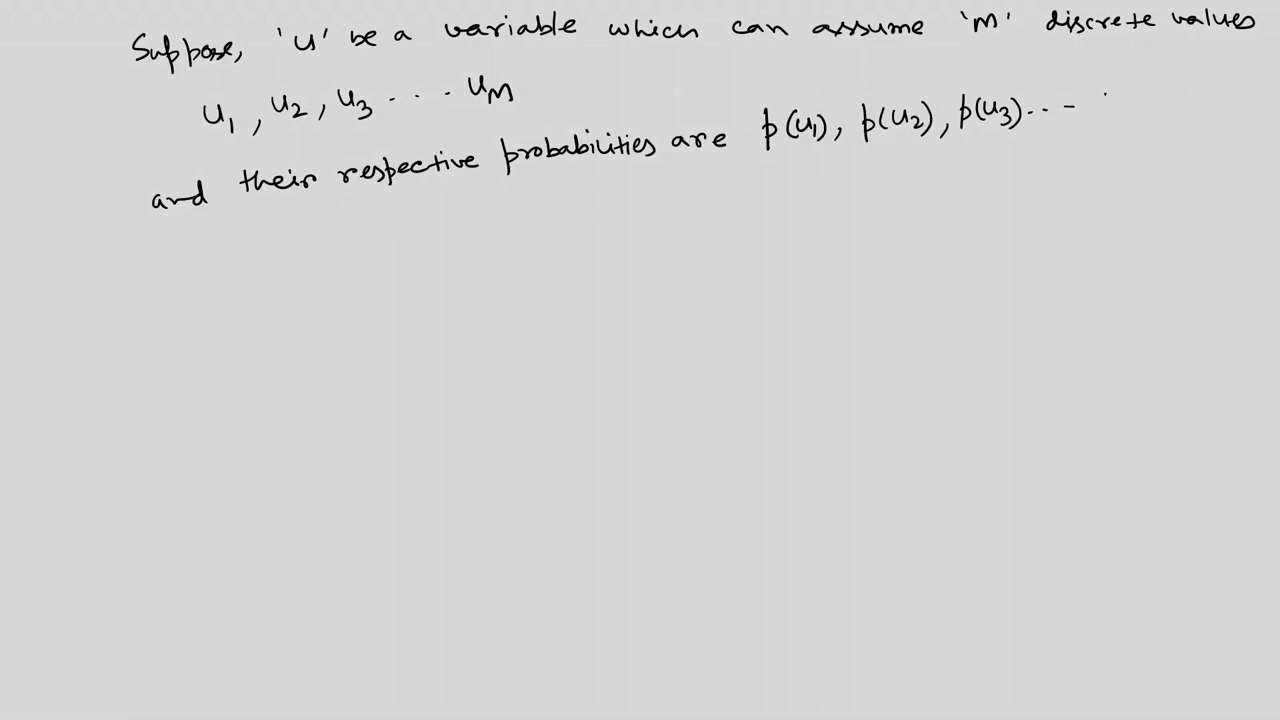 Suppose, 'u' be a variable which can assume 'M' discrete values
u₁, u₂, u₃ . . . . uM
and their respective probabilities are p(u₁), p(u₂), p(u₃)...-